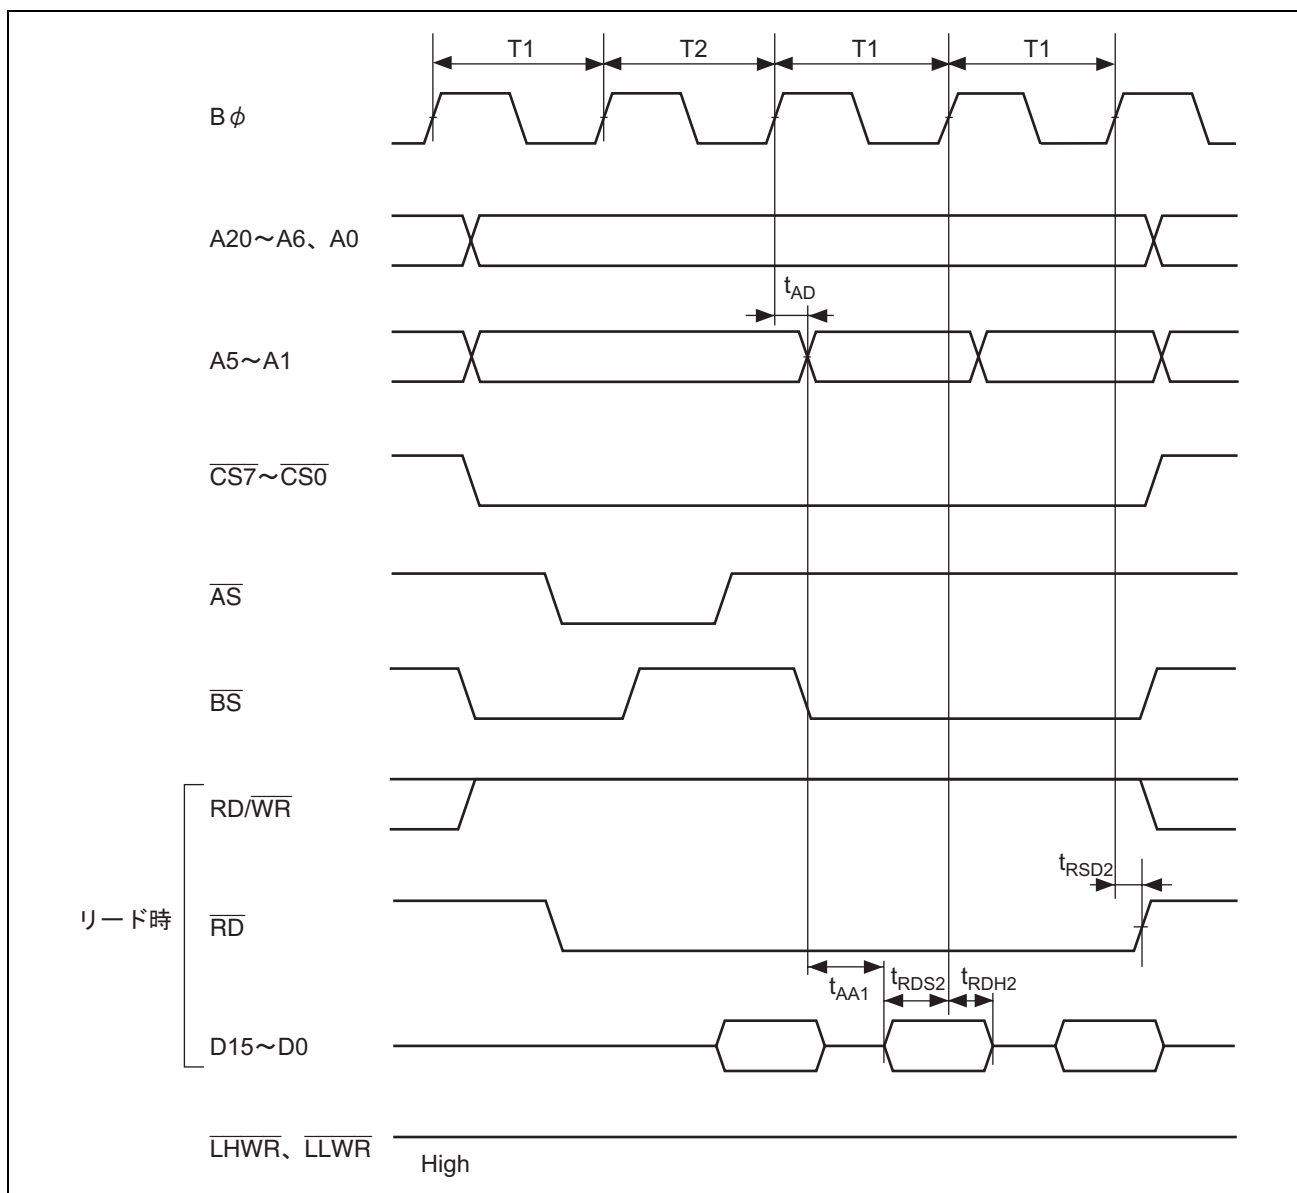 T1 T2 T1 T1
Bφ
A20～A6、A0
tAD
A5～A1
CS7～CS0
AS
BS
RD/WR
tRSD2
リード時
RD
tAA1 tRDS2 tRDH2
D15～D0
LHWR、LLWR
High